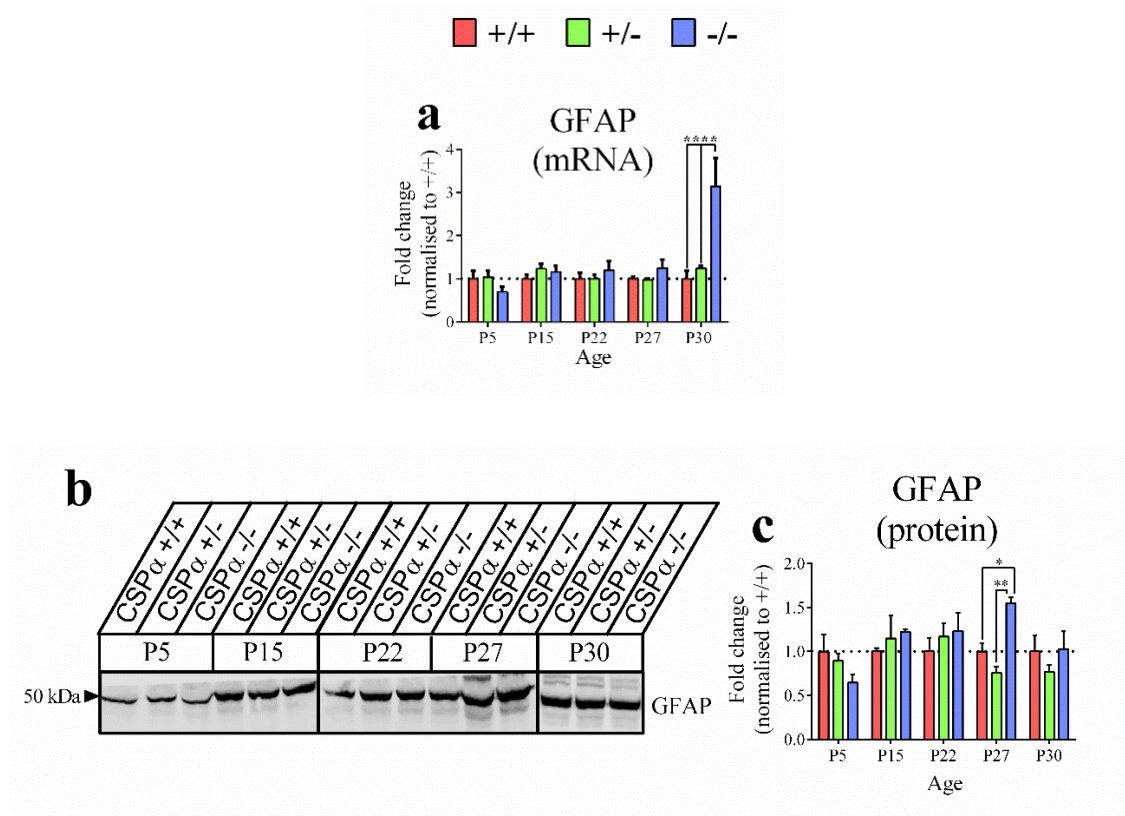 +/+ +/- -/-
a
GFAP
(mRNA)
****
Fold change
(normalised to +/+)
4
3
2
1
0
P5 P15 P22 P27 P30
Age
b
CSPα +/+ CSPα +/- CSPα -/- CSPα +/+ CSPα +/- CSPα -/- CSPα +/+ CSPα +/- CSPα -/- CSPα +/+ CSPα +/- CSPα -/- CSPα +/+ CSPα +/- CSPα -/-
P5 P15 P22 P27 P30
50 kDa
GFAP
c
GFAP
(protein)
*
**
Fold change
(normalised to +/+)
2.0
1.5
1.0
0.5
0.0
P5 P15 P22 P27 P30
Age